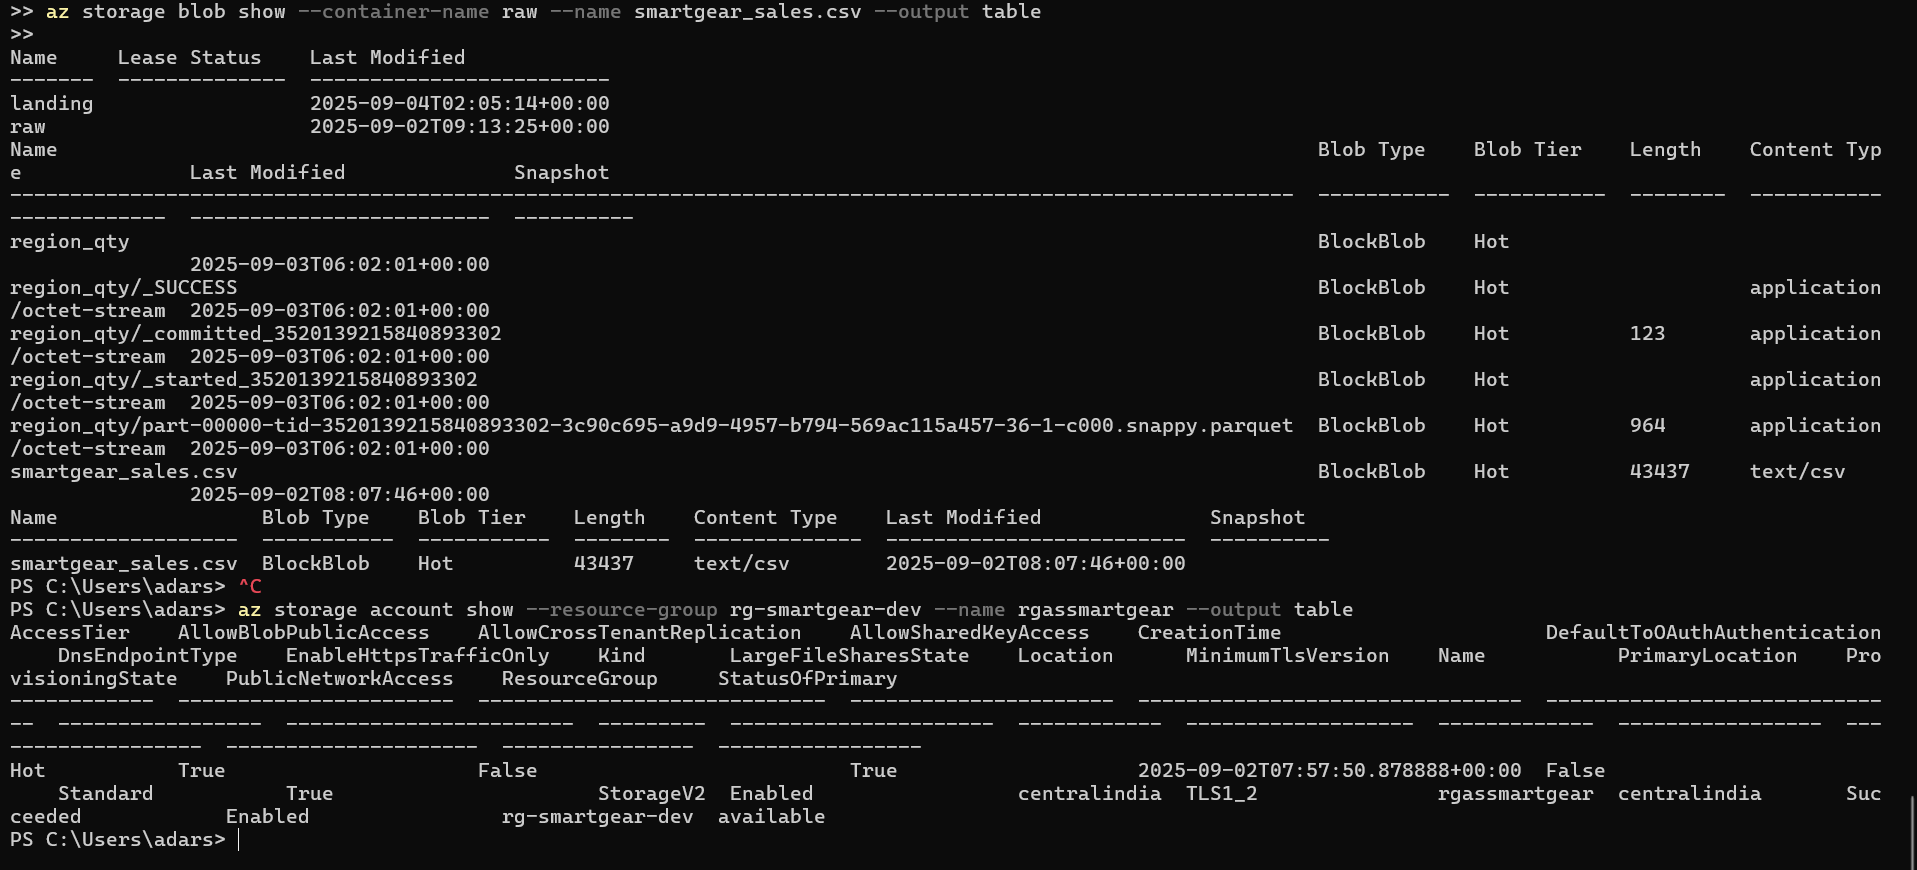 >> az storage blob show --container-name raw --name smartgear_sales.csv --output table
>>
Name     Lease Status    Last Modified
-------  --------------  -------------------------
landing                  2025-09-04T02:05:14+00:00
raw                      2025-09-02T09:13:25+00:00
Name                                                                                                         Blob Type    Blob Tier    Length    Content Typ
e              Last Modified              Snapshot
-----------------------------------------------------------------------------------------------------------  -----------  -----------  --------  -----------
-------------  -------------------------  ----------
region_qty                                                                                                   BlockBlob    Hot
               2025-09-03T06:02:01+00:00
region_qty/_SUCCESS                                                                                          BlockBlob    Hot                    application
/octet-stream  2025-09-03T06:02:01+00:00
region_qty/_committed_3520139215840893302                                                                    BlockBlob    Hot          123       application
/octet-stream  2025-09-03T06:02:01+00:00
region_qty/_started_3520139215840893302                                                                      BlockBlob    Hot                    application
/octet-stream  2025-09-03T06:02:01+00:00
region_qty/part-00000-tid-3520139215840893302-3c90c695-a9d9-4957-b794-569ac115a457-36-1-c000.snappy.parquet  BlockBlob    Hot          964       application
/octet-stream  2025-09-03T06:02:01+00:00
smartgear_sales.csv                                                                                          BlockBlob    Hot          43437     text/csv
               2025-09-02T08:07:46+00:00
Name                 Blob Type    Blob Tier    Length    Content Type    Last Modified              Snapshot
-------------------  -----------  -----------  --------  --------------  -------------------------  ----------
smartgear_sales.csv  BlockBlob    Hot          43437     text/csv        2025-09-02T08:07:46+00:00
PS C:\Users\adars> ^C
PS C:\Users\adars> az storage account show --resource-group rg-smartgear-dev --name rgassmartgear --output table
AccessTier    AllowBlobPublicAccess    AllowCrossTenantReplication    AllowSharedKeyAccess    CreationTime                      DefaultToOAuthAuthentication
    DnsEndpointType    EnableHttpsTrafficOnly    Kind       LargeFileSharesState    Location      MinimumTlsVersion    Name           PrimaryLocation    Pro
visioningState    PublicNetworkAccess    ResourceGroup     StatusOfPrimary
------------  -----------------------  -----------------------------  ----------------------  --------------------------------  ----------------------------
--  -----------------  ------------------------  ---------  ----------------------  ------------  -------------------  -------------  -----------------  ---
----------------  ---------------------  ----------------  -----------------
Hot           True                     False                          True                    2025-09-02T07:57:50.878888+00:00  False
    Standard           True                      StorageV2  Enabled                 centralindia  TLS1_2               rgassmartgear  centralindia       Suc
ceeded            Enabled                rg-smartgear-dev  available
PS C:\Users\adars>